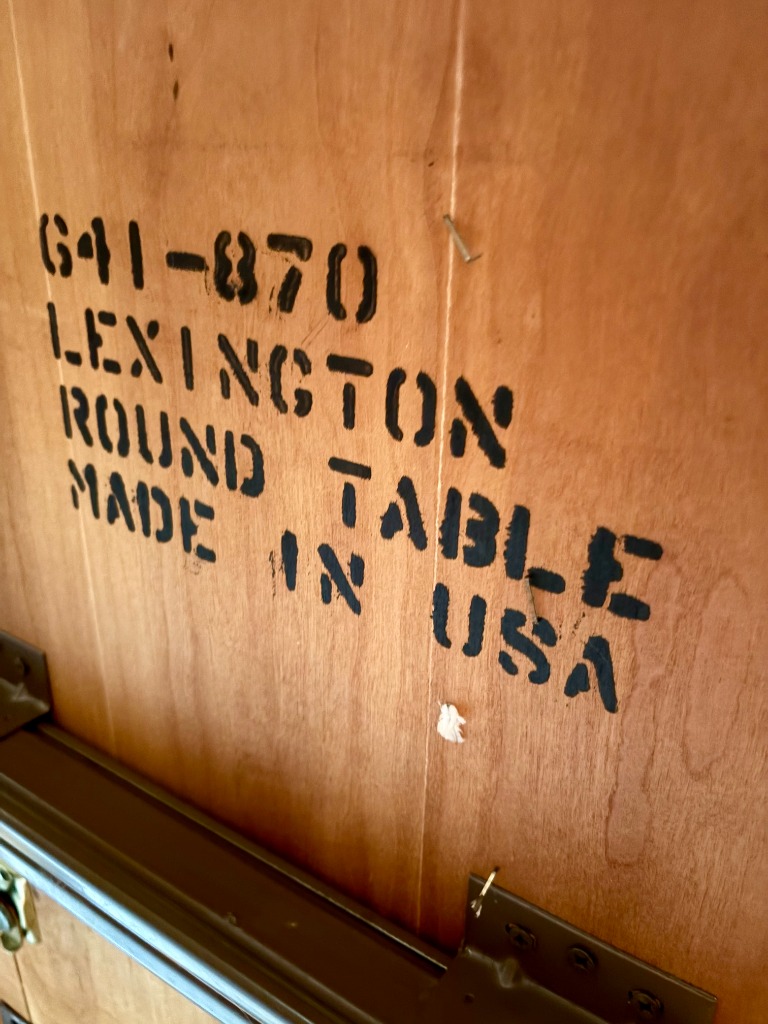 641-870
LEXINGTON
ROUND TABLE
MADE IN USA